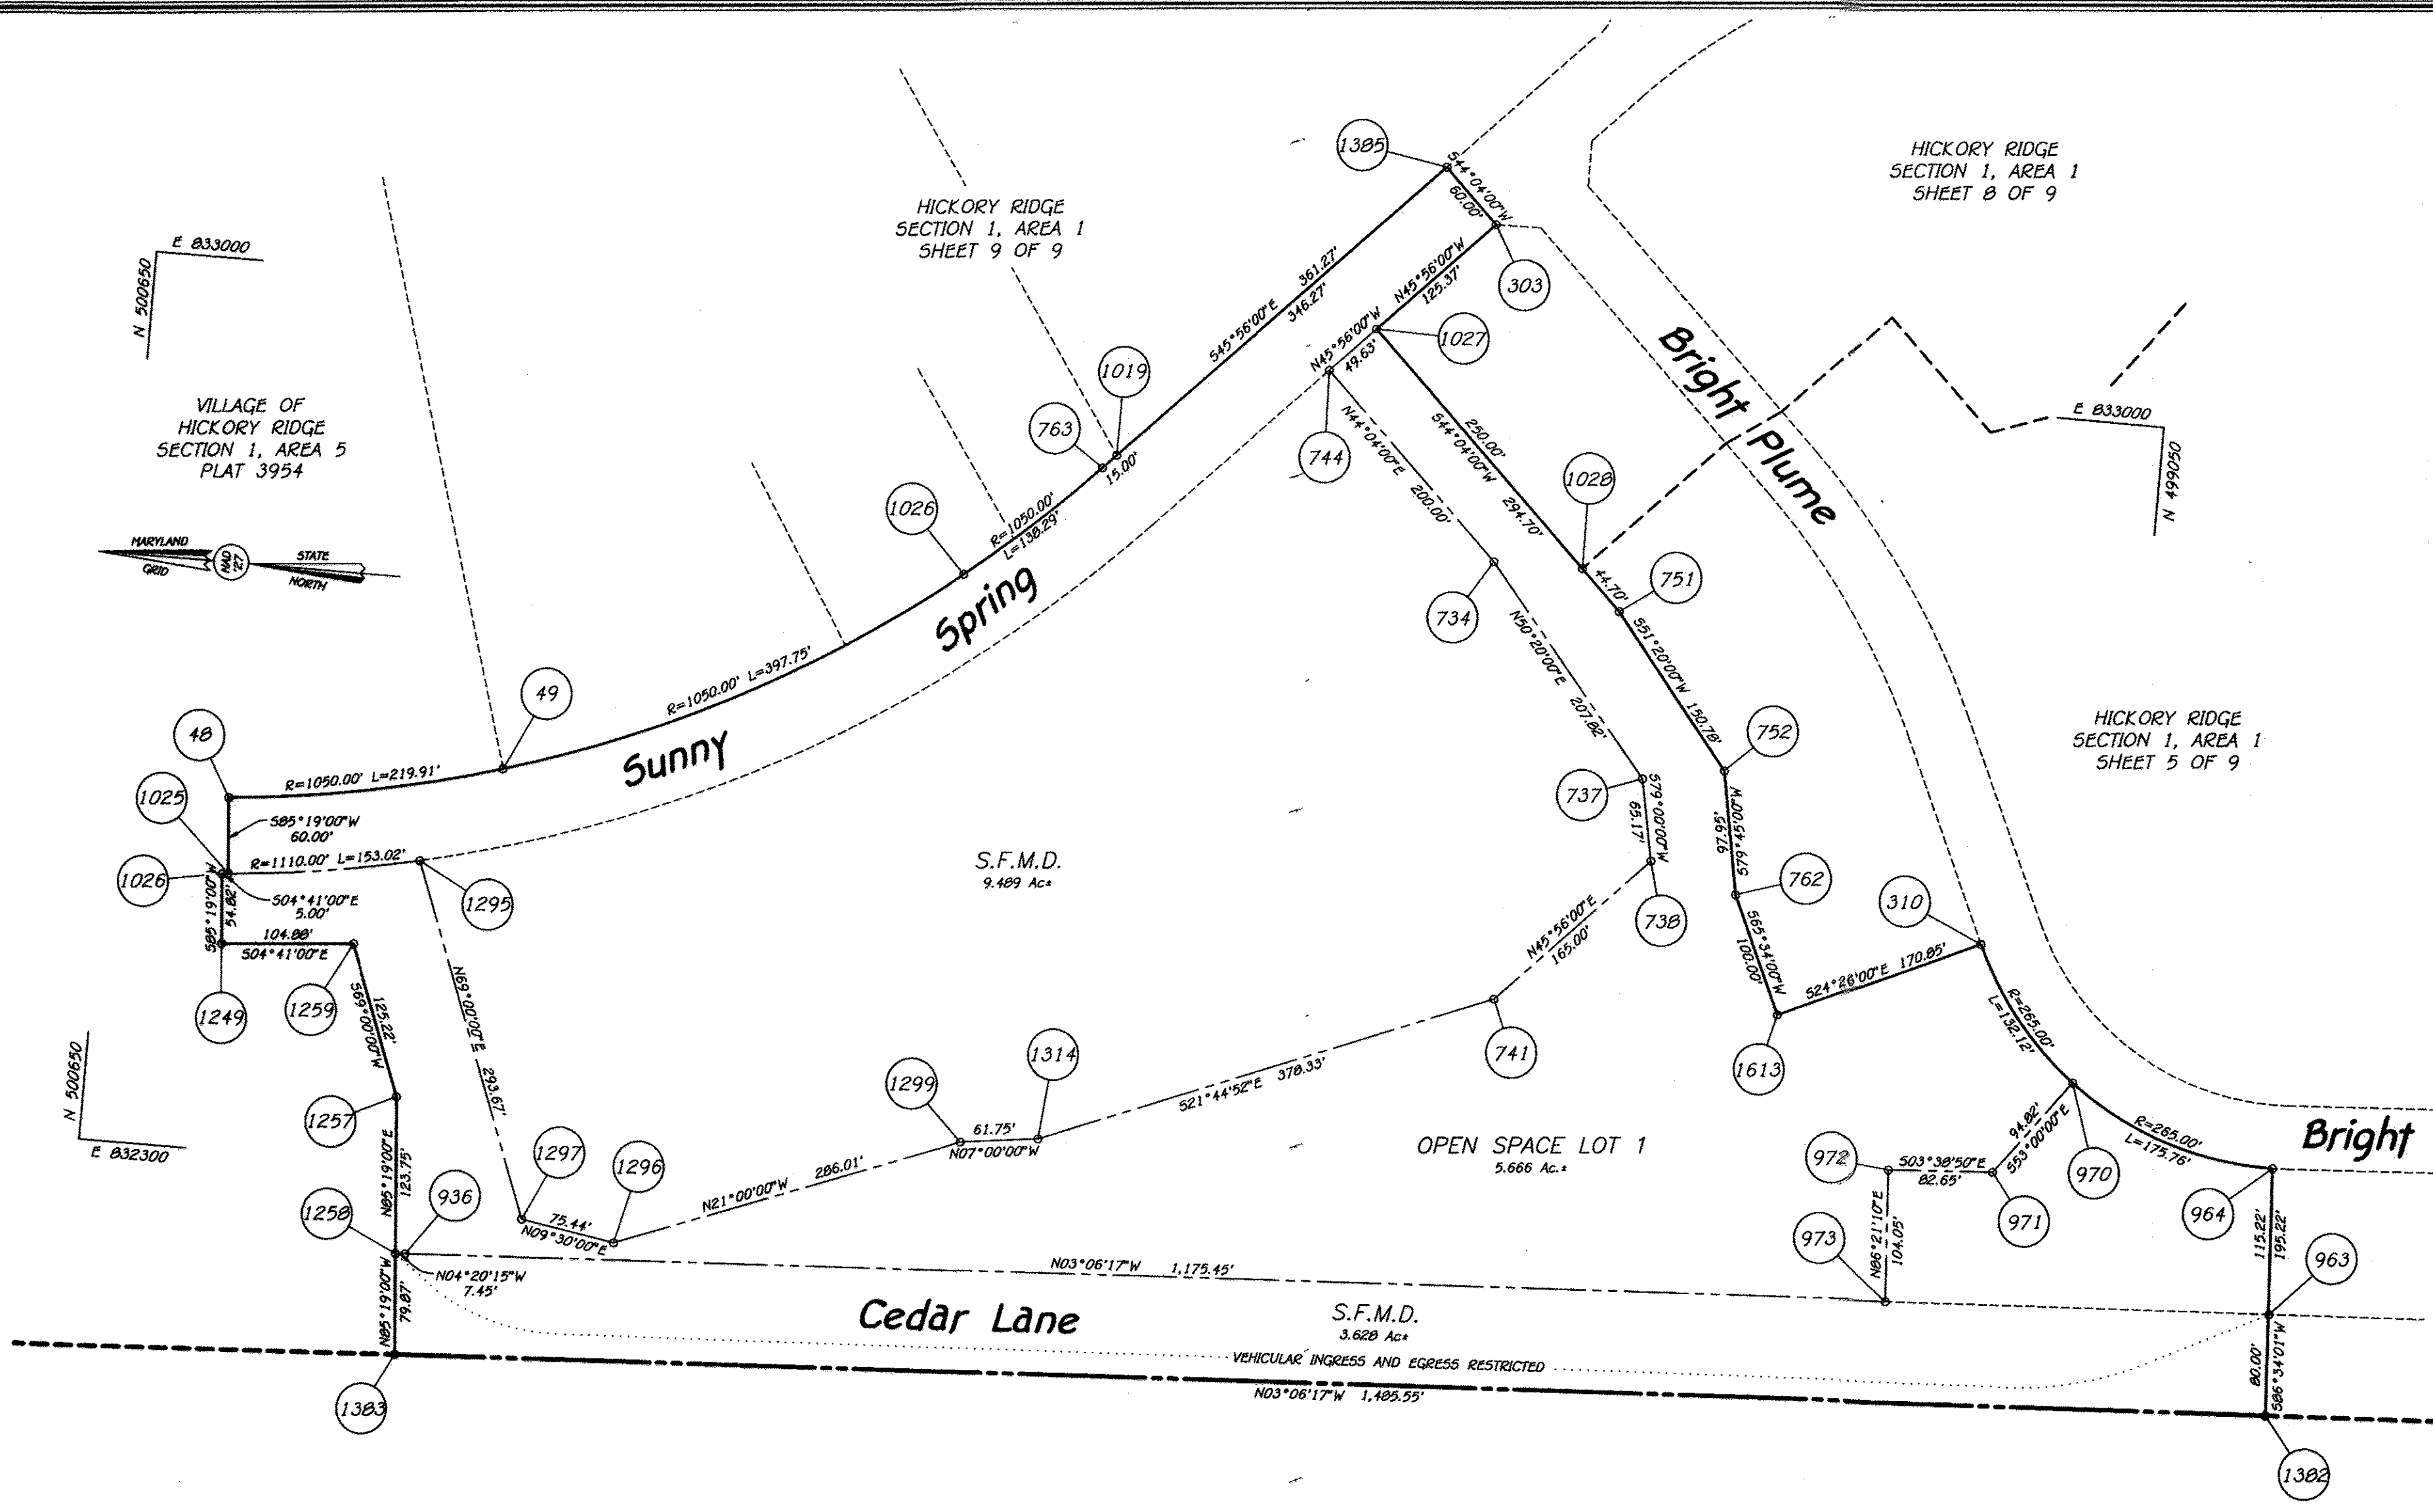 1385
S44°04'00"W
60.00'
HICKORY RIDGE
SECTION 1, AREA 1
SHEET 8 OF 9
HICKORY RIDGE
SECTION 1, AREA 1
SHEET 9 OF 9
E 833000
N 500650
361.27'
S45°56'00"E
346.27'
N45°56'00"W
125.37'
303
1027
N45°56'00"W
49.63'
1019
763
15.00'
744
Bright Plume
E 833000
N 499050
VILLAGE OF
HICKORY RIDGE
SECTION 1, AREA 5
PLAT 3954
N44°04'00"E 200.00'
250.00'
S44°04'00"W 294.70'
1028
1026
R=1050.00'
L=138.29'
MARYLAND
GRID
NAD
'27
STATE
NORTH
44.70'
751
734
Spring
N50°20'00"E 207.82'
S51°20'00"W 150.78'
R=1050.00' L=397.75'
49
48
Sunny
752
HICKORY RIDGE
SECTION 1, AREA 1
SHEET 5 OF 9
R=1050.00' L=219.91'
1025
S85°19'00"W
60.00'
737
S79°00'00"W
65.17'
S79°45'00"W
97.95'
R=1110.00' L=153.02'
S.F.M.D.
9.489 Ac±
1026
S85°19'00"W
54.82'
S04°41'00"E
5.00'
1295
762
310
738
S65°34'00"W
100.00'
104.88'
S04°41'00"E
N45°56'00"E
165.00'
S24°26'00"E 170.85'
1249
1259
125.22'
S69°00'00"W
N69°00'00"E 293.67'
R=265.00'
L=132.12'
N 500650
E 832300
1299
1314
741
1613
S21°44'52"E 378.33'
1257
61.75'
N07°00'00"W
OPEN SPACE LOT 1
5.666 Ac.±
94.82'
S53°00'00"E
R=265.00'
L=175.76'
Bright
N85°19'00"E
123.75'
1297
1296
N21°00'00"W 286.01'
972
S03°38'50"E
82.65'
970
971
964
1258
936
75.44'
N09°30'00"E
N86°21'10"E
104.05'
973
115.22'
195.22'
963
N04°20'15"W
7.45'
N03°06'17"W 1,175.45'
N85°19'00"W
79.87'
Cedar Lane
S.F.M.D.
3.628 Ac±
80.00'
S86°34'01"W
VEHICULAR INGRESS AND EGRESS RESTRICTED
N03°06'17"W 1,485.55'
1383
1382